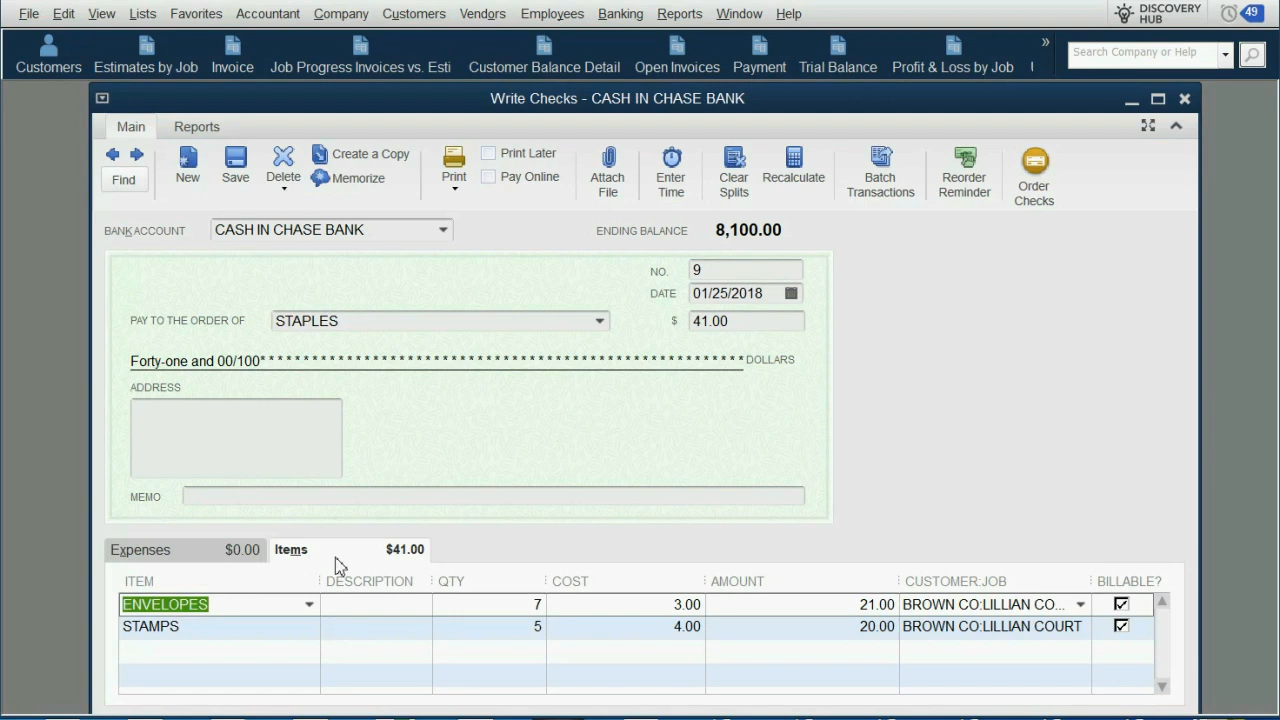 File Edit View Lists Favorites Accountant Company Customers Vendors Employees Banking Reports Window Help DISCOVERY HUB 49
Customers Estimates by Job Invoice Job Progress Invoices vs. Esti Customer Balance Detail Open Invoices Payment Trial Balance Profit & Loss by Job » Search Company or Help
Write Checks - CASH IN CHASE BANK
Main Reports
Find New Save Delete Create a Copy Memorize Print Print Later Pay Online Attach File Enter Time Clear Splits Recalculate Batch Transactions Reorder Reminder Order Checks
BANK ACCOUNT CASH IN CHASE BANK ENDING BALANCE 8,100.00
NO. 9
DATE 01/25/2018
PAY TO THE ORDER OF STAPLES $ 41.00
Forty-one and 00/100* * * * * * * * * * * * * * * * * * * * * * * * * * * * * * * * * * * * * * * * * * * * * * * * * * * * * * * * * DOLLARS
ADDRESS
MEMO
Expenses $0.00 Items $41.00
ITEM DESCRIPTION QTY COST AMOUNT CUSTOMER:JOB BILLABLE?
ENVELOPES 7 3.00 21.00 BROWN CO:LILLIAN CO...
STAMPS 5 4.00 20.00 BROWN CO:LILLIAN COURT